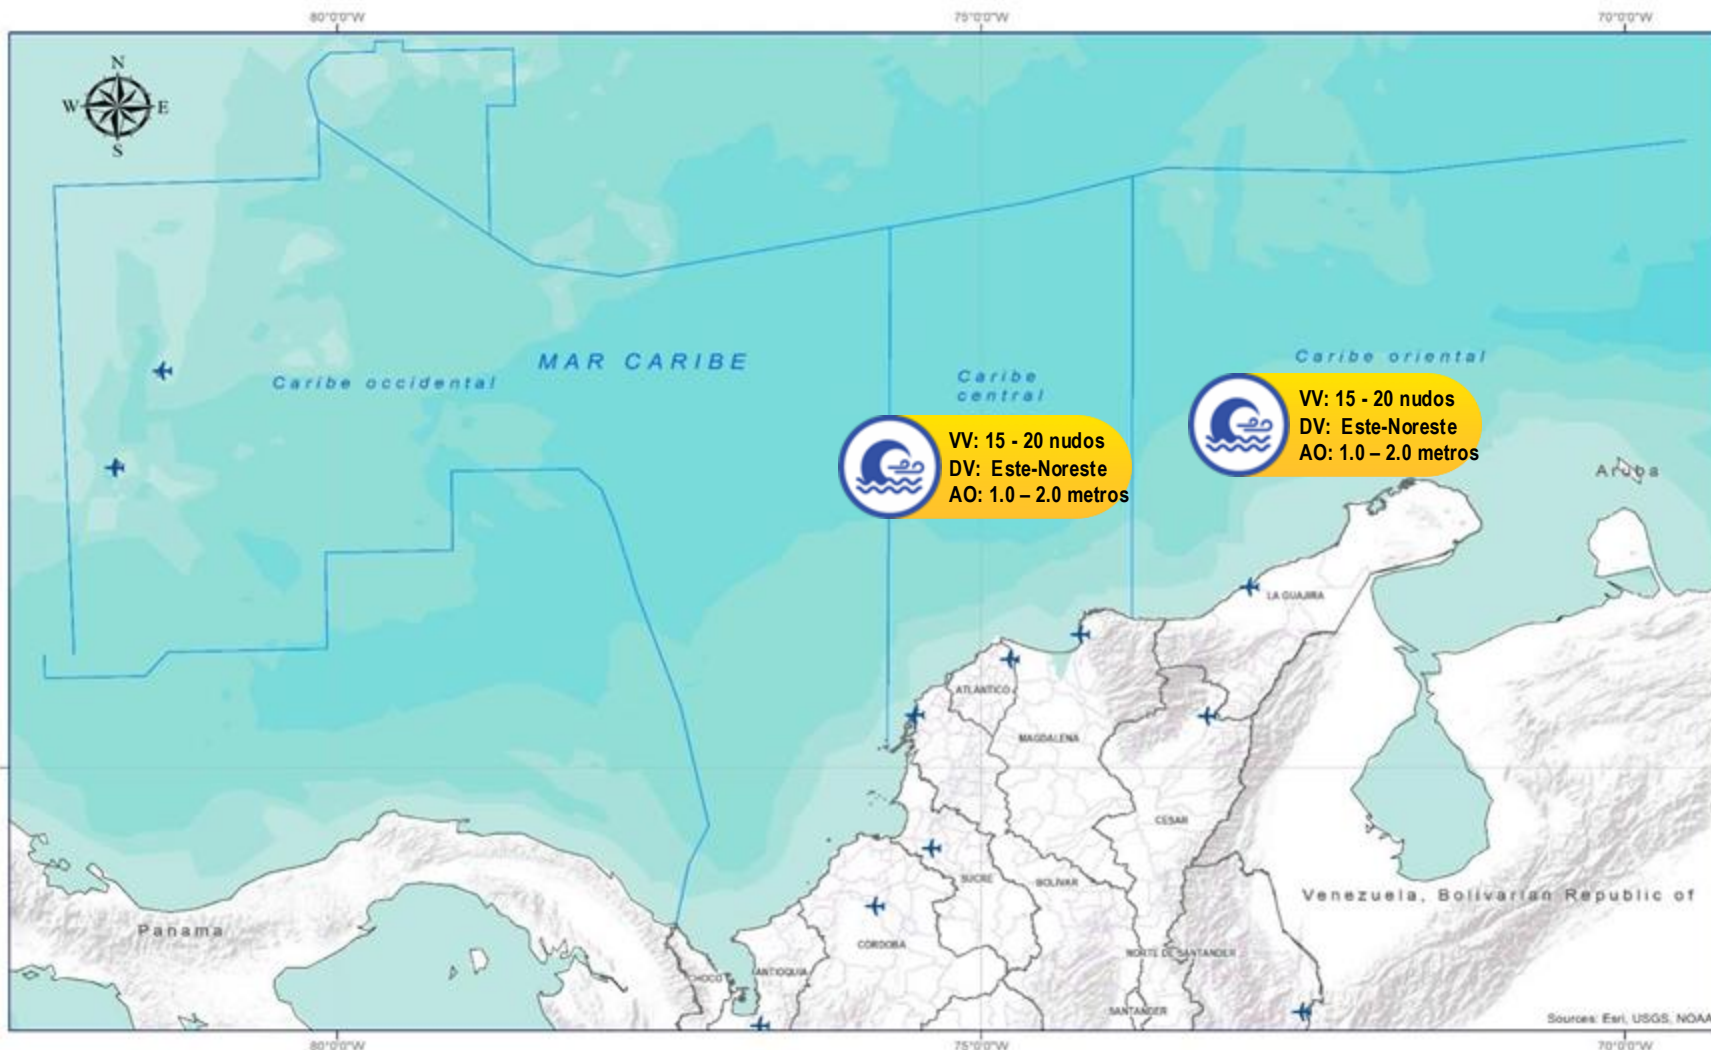 80°0'0"W
75°0'0"W
70°0'0"W
N
W
E
S
MAR CARIBE
Caribe occidental
Caribe
central
Caribe oriental
VV: 15 - 20 nudos
DV: Este-Noreste
AO: 1.0 – 2.0 metros
VV: 15 - 20 nudos
DV: Este-Noreste
AO: 1.0 – 2.0 metros
Aruba
LA GUAJIRA
ATLANTICO
MAGDALENA
CESAR
SUCRE
BOLIVAR
Venezuela, Bolivarian Republic of
Panama
CORDOBA
NORTE DE SANTANDER
CHOCO
ANTIOQUIA
SANTANDER
Sources: Esri, USGS, NOAA
80°0'0"W
75°0'0"W
70°0'0"W